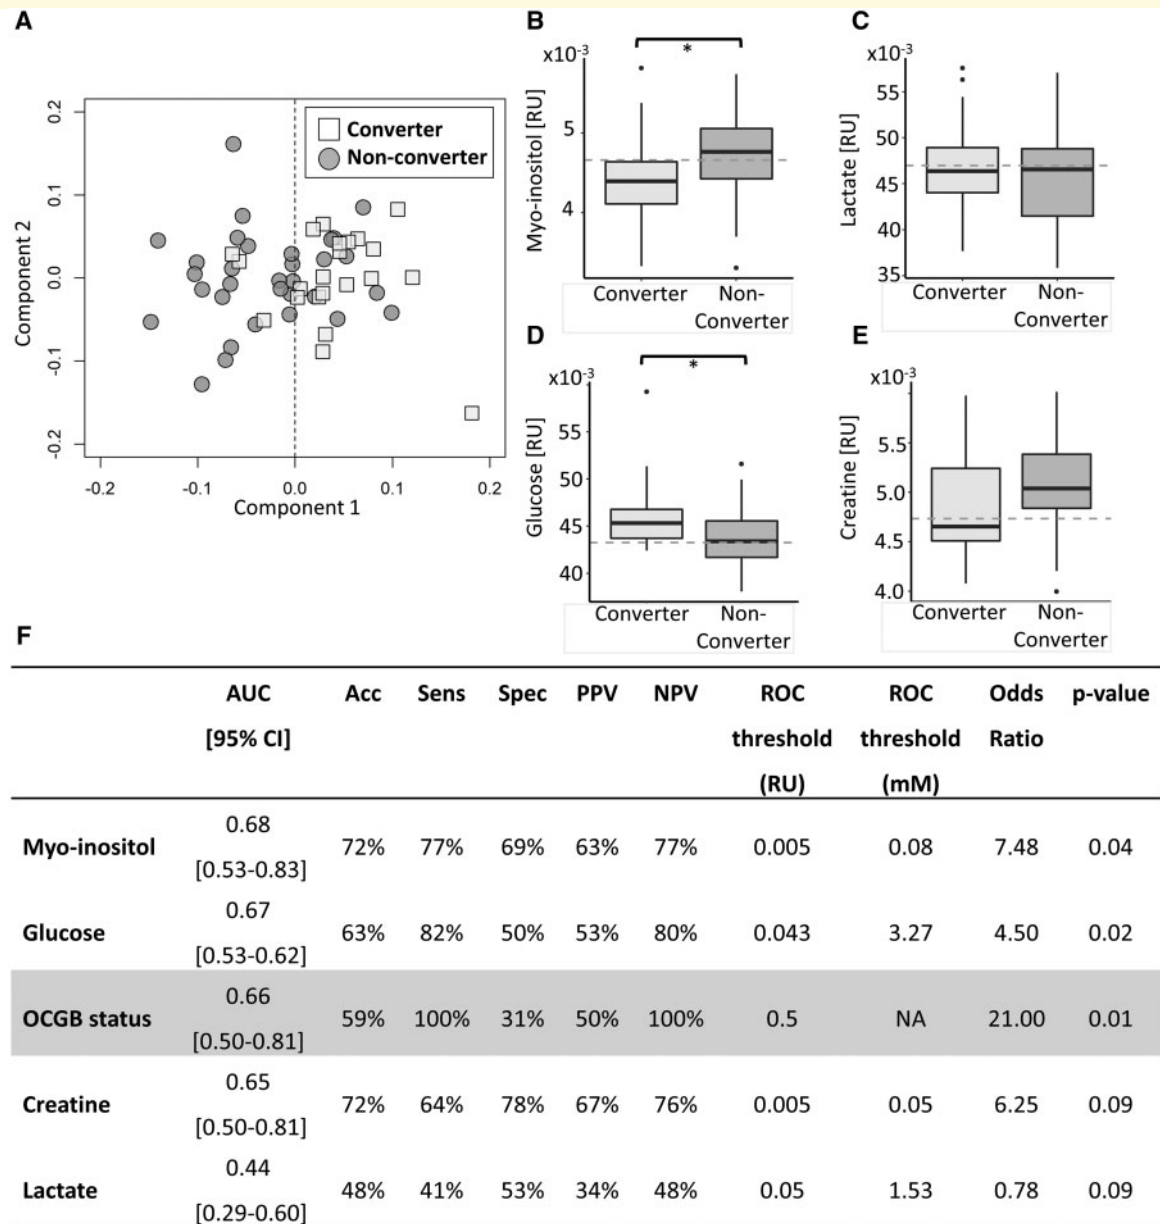 A
0.2
0.1
0.0
-0.1
-0.2
Component 2
-0.2
-0.1
0.0
0.1
0.2
Component 1
Converter
Non-converter
B
x10-3
*
Myo-inositol [RU]
5
4
Converter
Non-
Converter
C
x10-3
Lactate [RU]
55
50
45
40
35
Converter
Non-
Converter
D
x10-3
*
Glucose [RU]
55
50
45
40
Converter
Non-
Converter
E
x10-3
Creatine [RU]
5.5
5.0
4.5
4.0
Converter
Non-
Converter
F
AUC Acc Sens Spec PPV NPV ROC ROC Odds p-value
[95% CI] threshold threshold Ratio
(RU) (mM)
0.68
Myo-inositol 72% 77% 69% 63% 77% 0.005 0.08 7.48 0.04
[0.53-0.83]
0.67
Glucose 63% 82% 50% 53% 80% 0.043 3.27 4.50 0.02
[0.53-0.62]
0.66
OCGB status 59% 100% 31% 50% 100% 0.5 NA 21.00 0.01
[0.50-0.81]
0.65
Creatine 72% 64% 78% 67% 76% 0.005 0.05 6.25 0.09
[0.50-0.81]
0.44
Lactate 48% 41% 53% 34% 48% 0.05 1.53 0.78 0.09
[0.29-0.60]